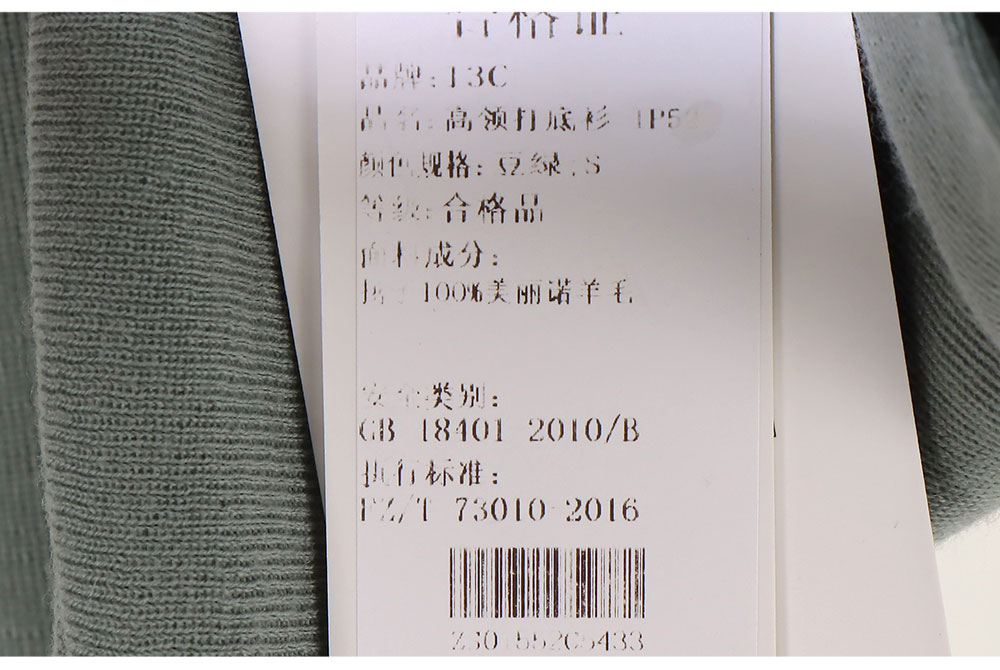 合格证
品牌:13C
品名:高领打底衫
颜色规格:豆绿:S
等级:合格品
面料成分:
100%美丽诺羊毛
安全类别:
GB 18401-2010/B
执行标准:
FZ/T 73010-2016